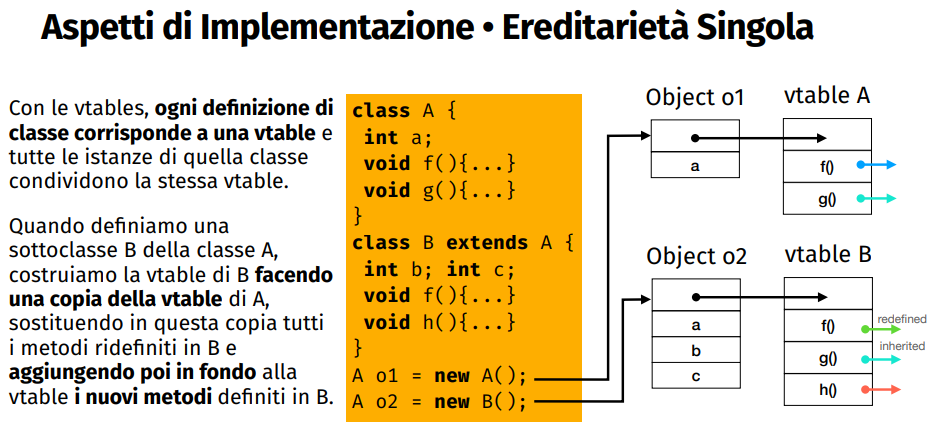 Aspetti di Implementazione • Ereditarietà Singola
Con le vtables, ogni definizione di
classe corrisponde a una vtable e
tutte le istanze di quella classe
condividono la stessa vtable.
Quando definiamo una
sottoclasse B della classe A,
costruiamo la vtable di B facendo
una copia della vtable di A,
sostituendo in questa copia tutti
i metodi ridefiniti in B e
aggiungendo poi in fondo alla
vtable i nuovi metodi definiti in B.
class A {
int a;
void f(){...}
void g(){...}
}
class B extends A {
int b; int c;
void f(){...}
void h(){...}
}
A o1 = new A();
A o2 = new B();
Object o1
a
vtable A
f()
g()
Object o2
a
b
c
vtable B
f()
redefined
g()
inherited
h()